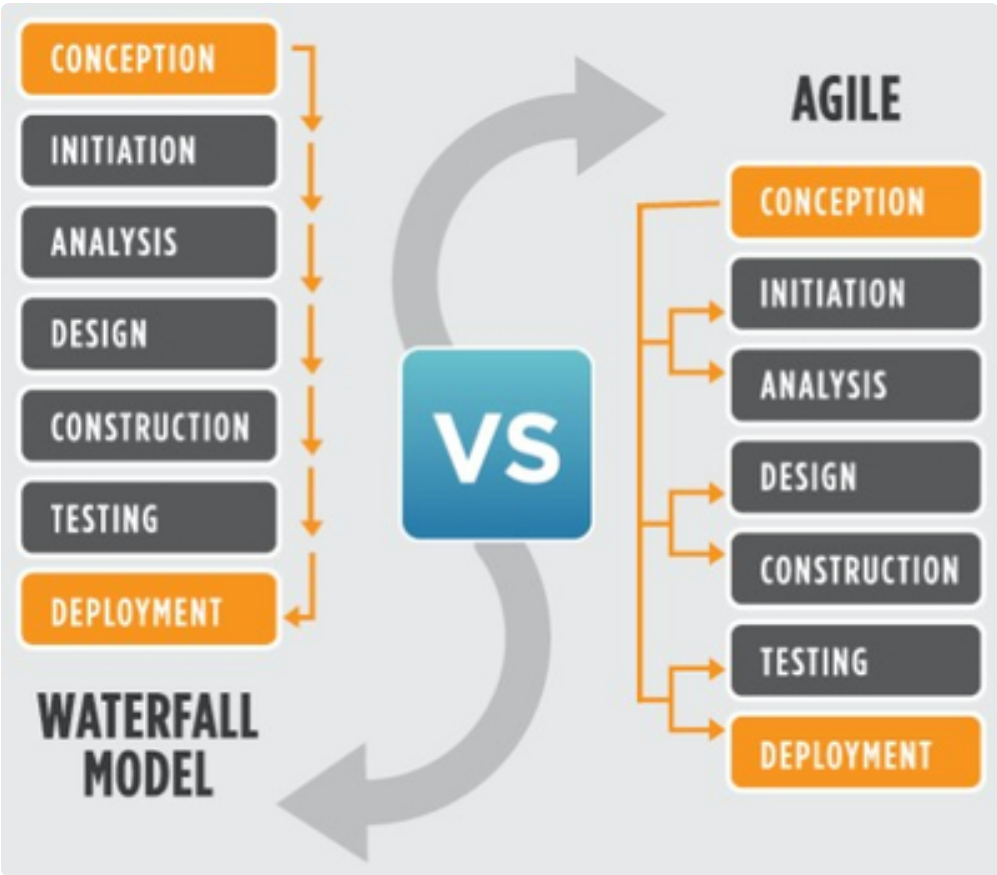 CONCEPTION
INITIATION
ANALYSIS
DESIGN
CONSTRUCTION
TESTING
DEPLOYMENT
WATERFALL
MODEL
VS
AGILE
CONCEPTION
INITIATION
ANALYSIS
DESIGN
CONSTRUCTION
TESTING
DEPLOYMENT